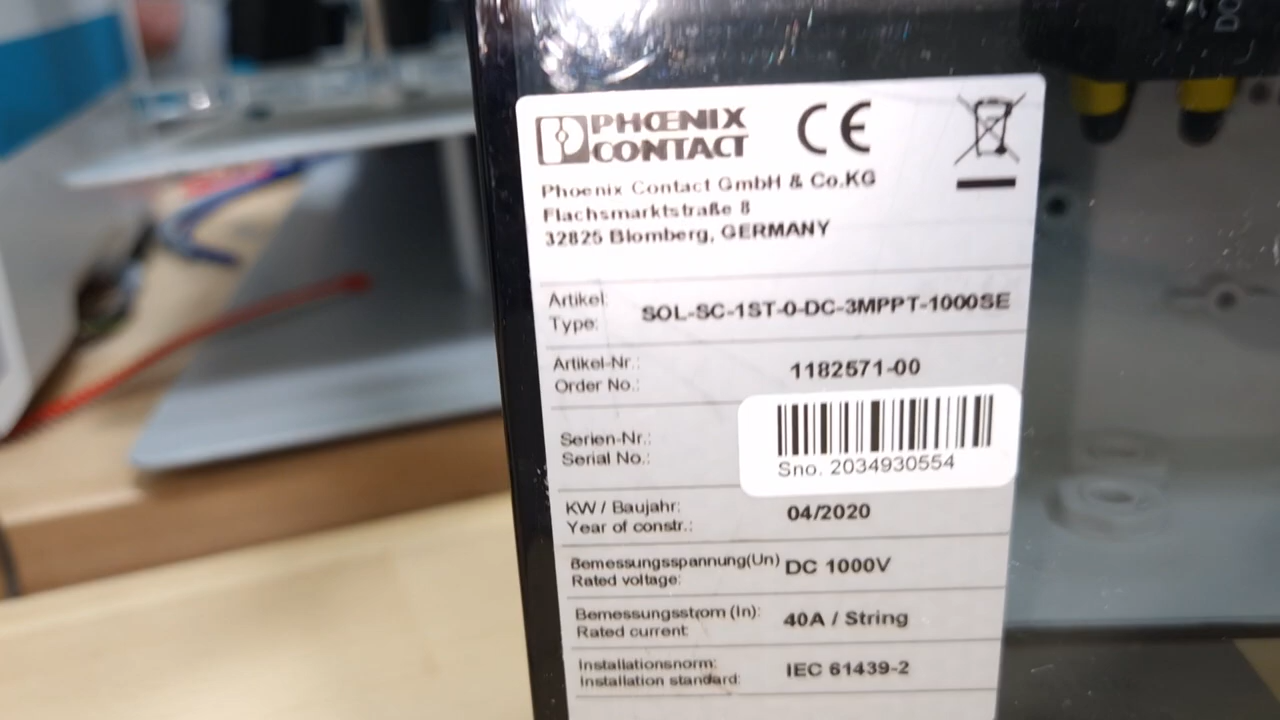 PHŒNIX
CONTACT
CE
Phoenix Contact GmbH & Co.KG
Flachsmarktstraße 8
32825 Blomberg, GERMANY
Artikel:
Type:
SOL-SC-1ST-0-DC-3MPPT-1000SE
Artikel-Nr.:
Order No.:
1182571-00
Serien-Nr.:
Serial No.:
Sno. 2034930554
KW / Baujahr:
Year of constr.:
04/2020
Bemessungsspannung(Un)
Rated voltage:
DC 1000V
Bemessungsstrom (In):
Rated current:
40A / String
Installationsnorm:
Installation standard:
IEC 61439-2